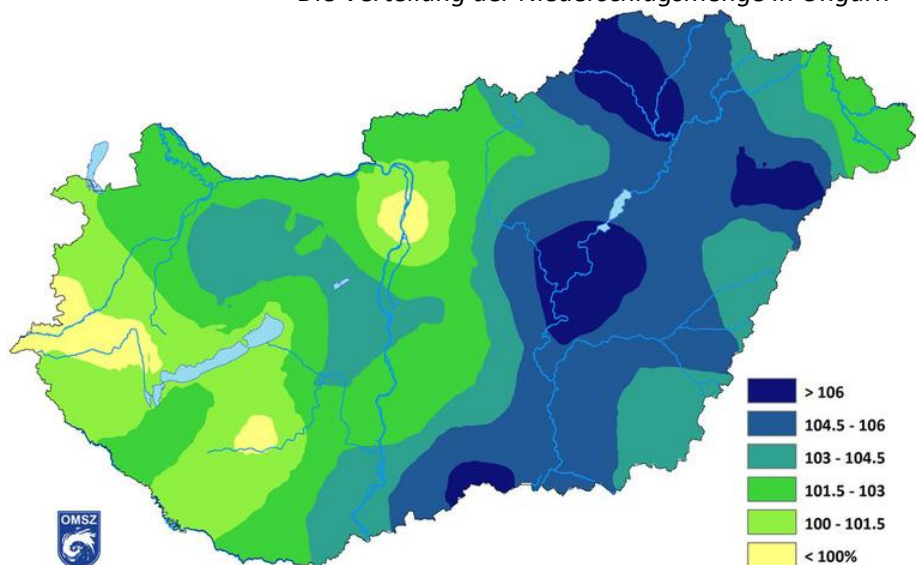 Die Verteilung der Niederschlagsmenge in Ungarn
> 106
104.5 - 106
103 - 104.5
101.5 - 103
100 - 101.5
< 100%
OMSZ